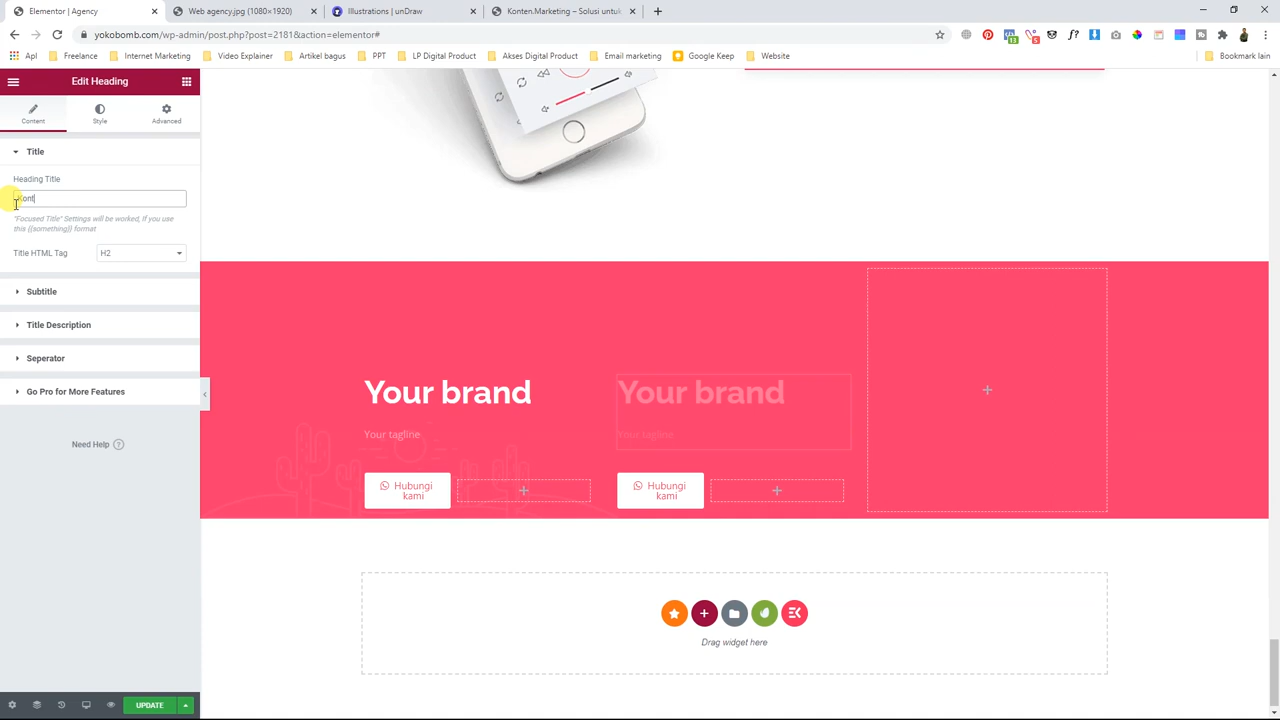 Elementor | Agency
Web agency.jpg (1080×1920)
Illustrations | unDraw
Konten.Marketing – Solusi untuk
yokobomb.com/wp-admin/post.php?post=2181&action=elementor#
13
5
Apl
Freelance
Internet Marketing
Video Explainer
Artikel bagus
PPT
LP Digital Product
Akses Digital Product
Email marketing
Google Keep
Website
Bookmark lain
Edit Heading
Content
Style
Advanced
Title
Heading Title
Kont
"Focused Title" Settings will be worked, If you use
this {{something}} format
Title HTML Tag
H2
Subtitle
Title Description
Seperator
Go Pro for More Features
Need Help
Your brand
Your tagline
Hubungi
kami
Your brand
Your tagline
Hubungi
kami
Drag widget here
UPDATE